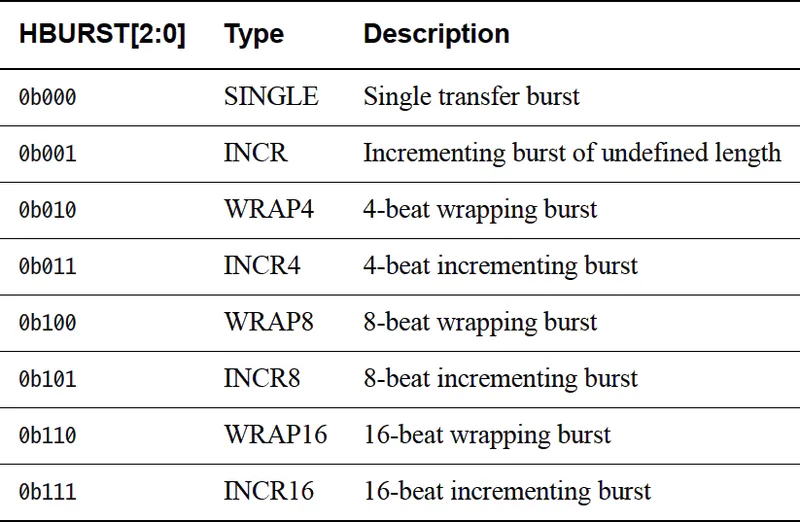 HBURST[2:0] Type Description
0b000 SINGLE Single transfer burst
0b001 INCR Incrementing burst of undefined length
0b010 WRAP4 4-beat wrapping burst
0b011 INCR4 4-beat incrementing burst
0b100 WRAP8 8-beat wrapping burst
0b101 INCR8 8-beat incrementing burst
0b110 WRAP16 16-beat wrapping burst
0b111 INCR16 16-beat incrementing burst